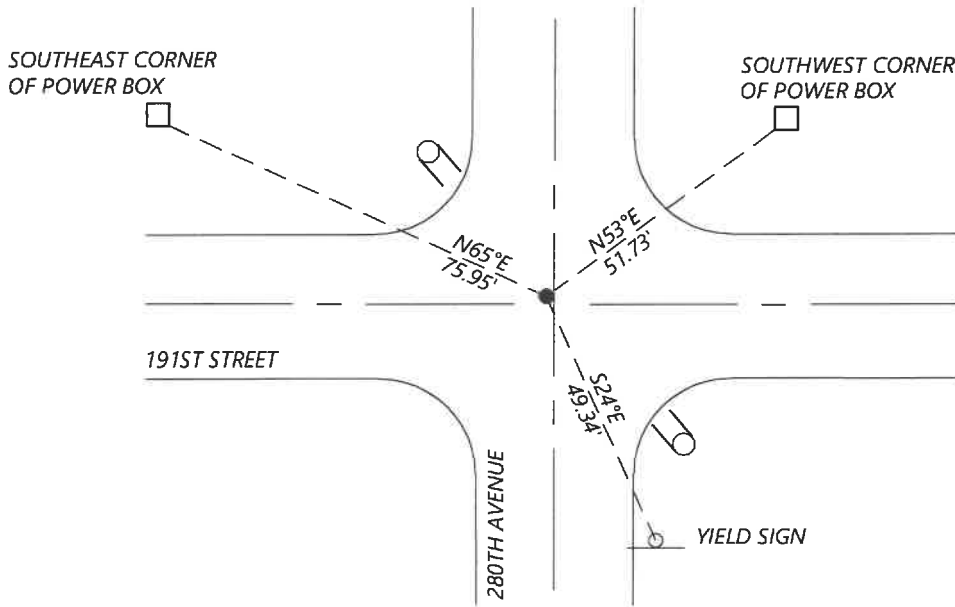 SOUTHEAST CORNER
OF POWER BOX
SOUTHWEST CORNER
OF POWER BOX
N65°E
75.95'
N53°E
51.73'
191ST STREET
S24°E
49.34'
280TH AVENUE
YIELD SIGN